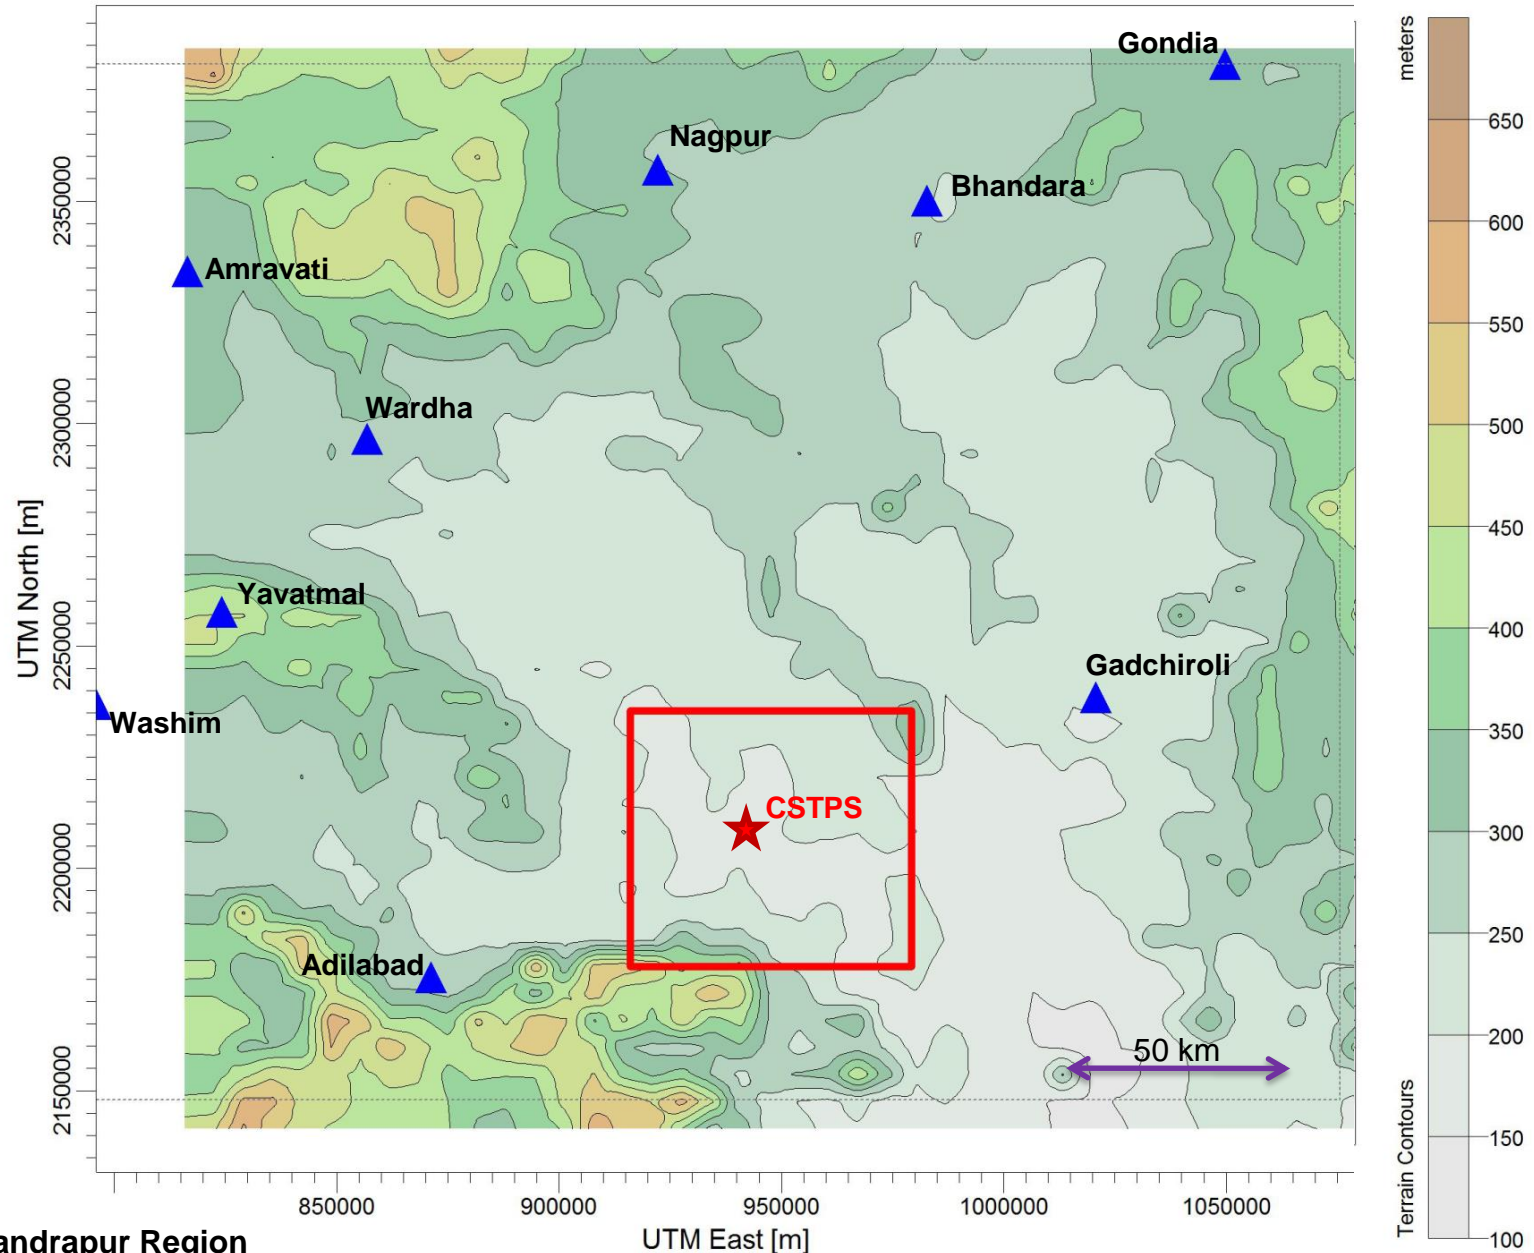 Gondia
Nagpur
Bhandara
Amravati
Wardha
Yavatmal
Gadchiroli
Washim
CSTPS
Adilabad
50 km
UTM North [m]
2350000
2300000
2250000
2200000
2150000
850000
900000
950000
1000000
1050000
UTM East [m]
andrapur Region
meters
650
600
550
500
450
400
350
300
250
200
150
100
Terrain Contours